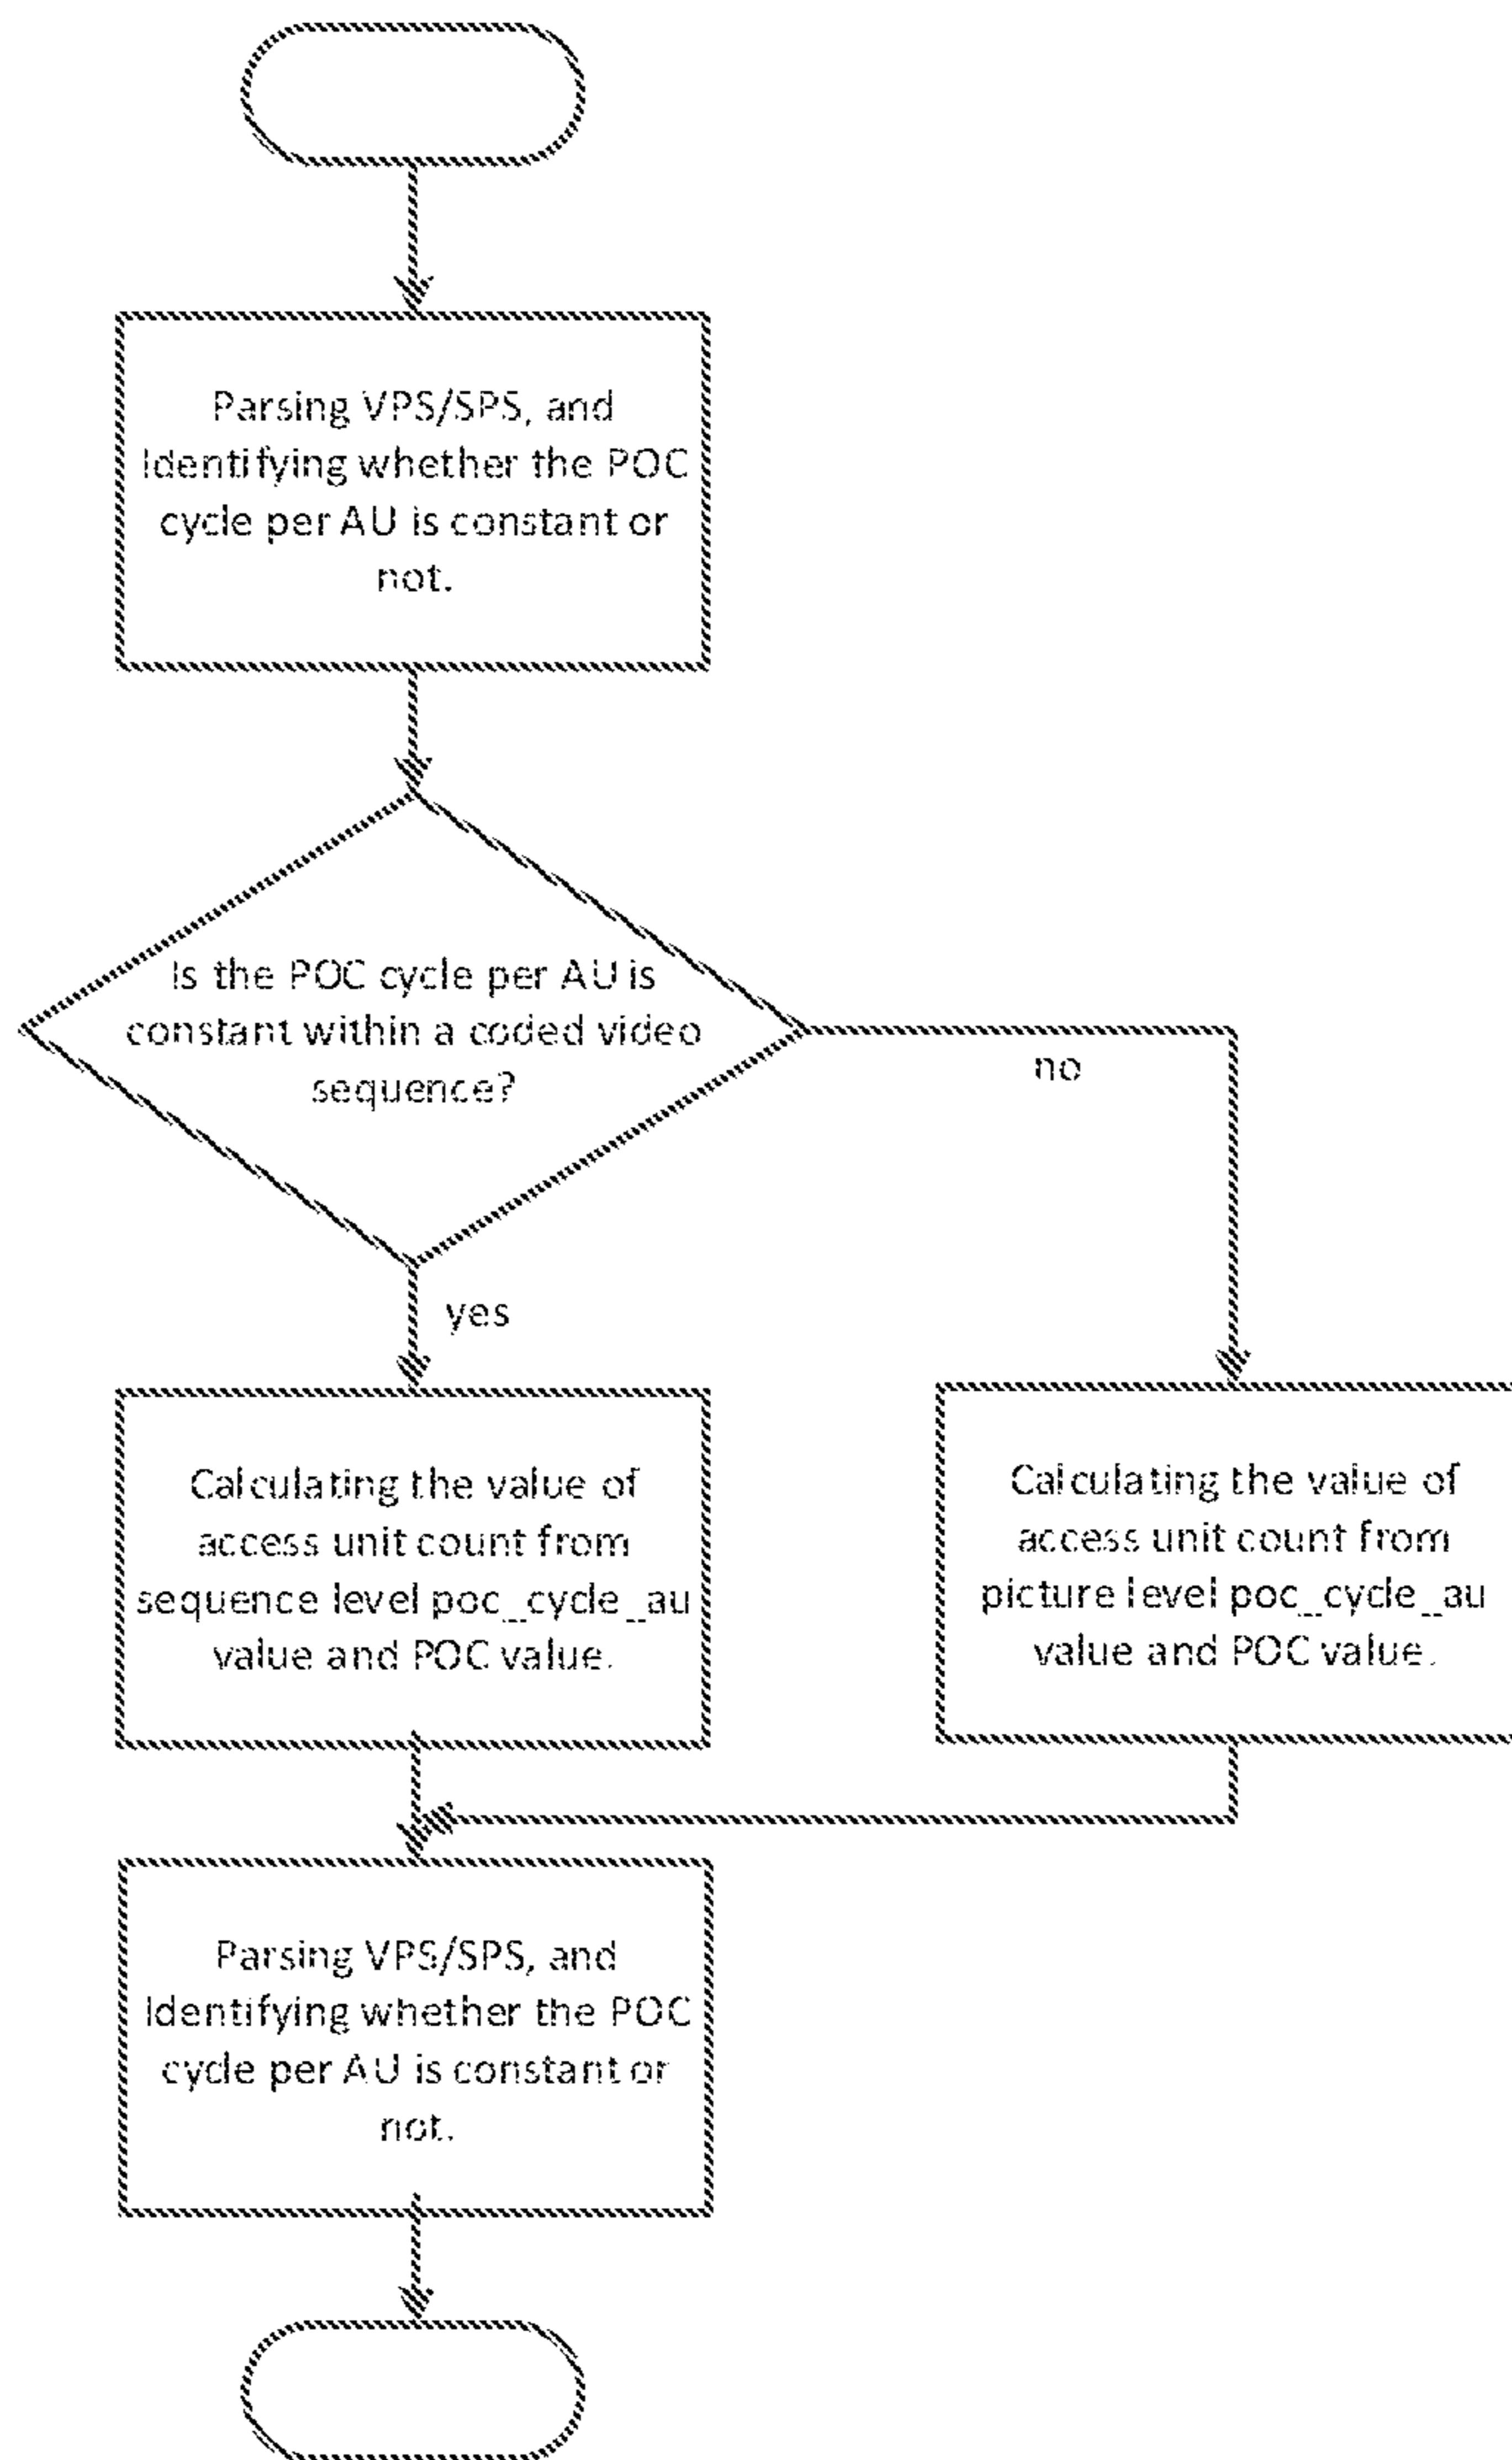 Parsing VPS/SPS, and
Identifying whether the POC
cycle per AU is constant or
not.
Is the POC cycle per AU is
constant within a coded video
sequence?
no
yes
Calculating the value of
access unit count from
sequence level poc_cycle_au
value and POC value.
Calculating the value of
access unit count from
picture level poc_cycle_au
value and POC value.
Parsing VPS/SPS, and
Identifying whether the POC
cycle per AU is constant or
not.